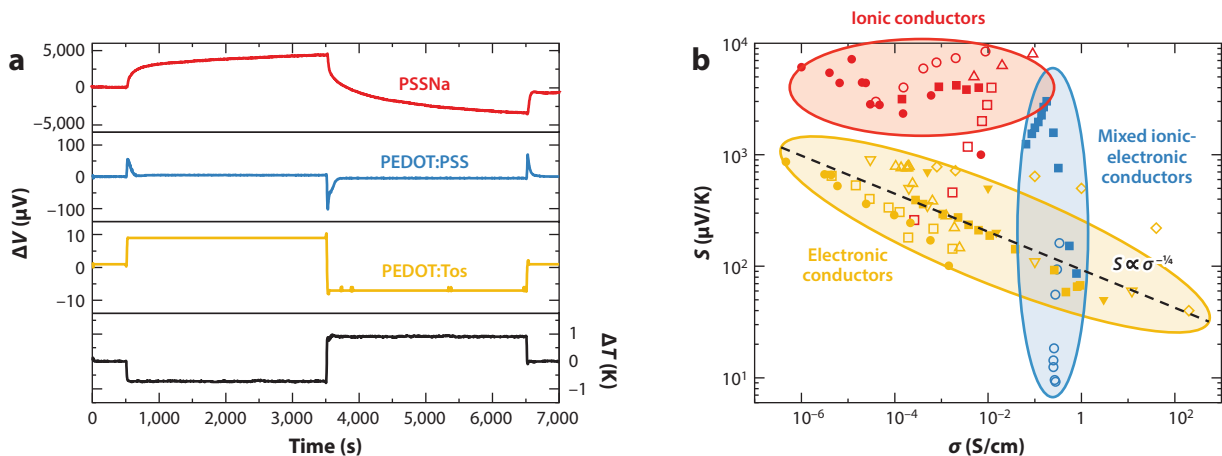 a
5,000
0
−5,000
PSSNa
100
0
−100
PEDOT:PSS
10
0
−10
PEDOT:Tos
1
0
−1
ΔV (µV)
ΔT (K)
0
1,000
2,000
3,000
4,000
5,000
6,000
7,000
Time (s)
b
Ionic conductors
10⁴
10³
10²
10¹
S (µV/K)
Mixed ionic-
electronic
conductors
Electronic
conductors
S ∝ σ⁻¼
10⁻⁶
10⁻⁴
10⁻²
1
10²
σ (S/cm)